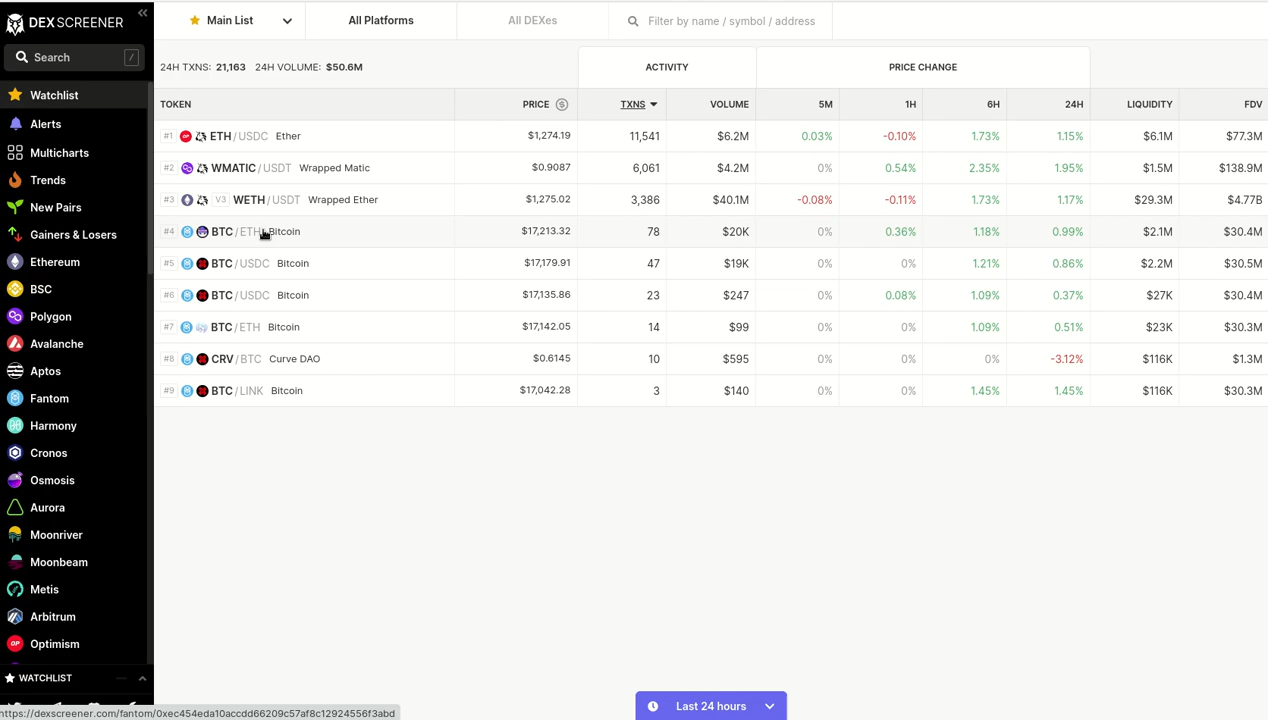 DEX SCREENER
Search /
Watchlist
Alerts
Multicharts
Trends
New Pairs
Gainers & Losers
Ethereum
BSC
Polygon
Avalanche
Aptos
Fantom
Harmony
Cronos
Osmosis
Aurora
Moonriver
Moonbeam
Metis
Arbitrum
OP Optimism
WATCHLIST
https://dexscreener.com/fantom/0xec454eda10accdd66209c57af8c12924556f3abd
Main List All Platforms All DEXes Filter by name / symbol / address
24H TXNS: 21,163 24H VOLUME: $50.6M ACTIVITY PRICE CHANGE
TOKEN PRICE TXNS VOLUME 5M 1H 6H 24H LIQUIDITY FDV
#1 OP ETH / USDC Ether $1,274.19 11,541 $6.2M 0.03% -0.10% 1.73% 1.15% $6.1M $77.3M
#2 WMATIC / USDT Wrapped Matic $0.9087 6,061 $4.2M 0% 0.54% 2.35% 1.95% $1.5M $138.9M
#3 V3 WETH / USDT Wrapped Ether $1,275.02 3,386 $40.1M -0.08% -0.11% 1.73% 1.17% $29.3M $4.77B
#4 BTC / ETH Bitcoin $17,213.32 78 $20K 0% 0.36% 1.18% 0.99% $2.1M $30.4M
#5 BTC / USDC Bitcoin $17,179.91 47 $19K 0% 0% 1.21% 0.86% $2.2M $30.5M
#6 BTC / USDC Bitcoin $17,135.86 23 $247 0% 0.08% 1.09% 0.37% $27K $30.4M
#7 BTC / ETH Bitcoin $17,142.05 14 $99 0% 0% 1.09% 0.51% $23K $30.3M
#8 CRV / BTC Curve DAO $0.6145 10 $595 0% 0% 0% -3.12% $116K $1.3M
#9 BTC / LINK Bitcoin $17,042.28 3 $140 0% 0% 1.45% 1.45% $116K $30.3M
Last 24 hours